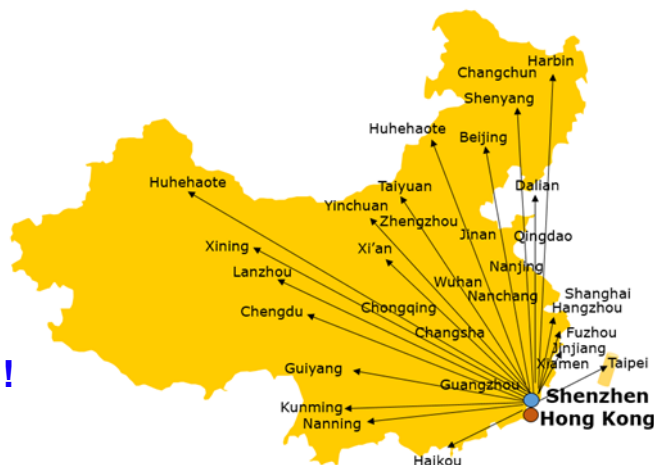 Harbin
Changchun
Shenyang
Huhehaote
Beijing
Huhehaote
Taiyuan
Dalian
Yinchuan
Zhengzhou
Jinan
Qingdao
Xining
Xi'an
Lanzhou
Nanjing
Wuhan
Nanchang
Shanghai
Chongqing
Hangzhou
Chengdu
Changsha
Fuzhou
Jinjiang
Xiamen
Taipei
Guiyang
!
Guangzhou
Shenzhen
Kunming
Hong Kong
Nanning
Haikou